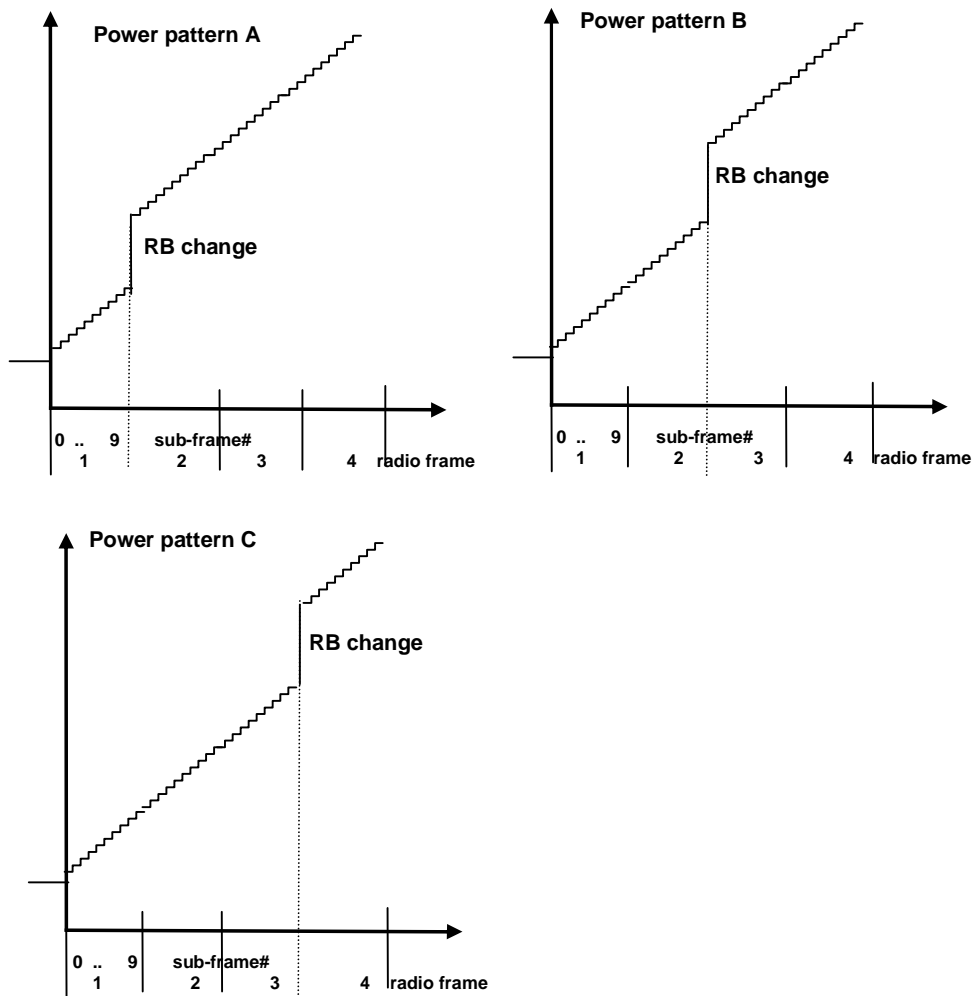 Power pattern A
RB change
0 .. 9 sub-frame#
1 2 3 4 radio frame
Power pattern B
RB change
0 .. 9 sub-frame#
1 2 3 4 radio frame
Power pattern C
RB change
0 .. 9 sub-frame#
1 2 3 4 radio frame